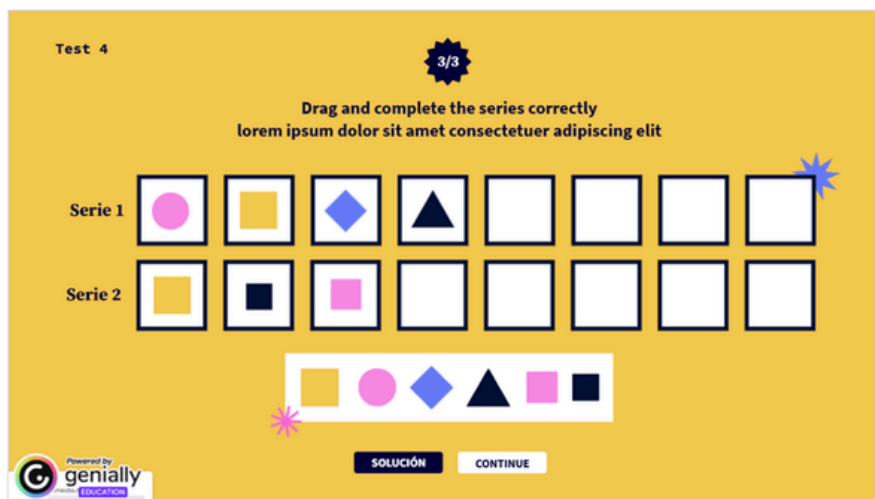 Test 4
3/3
Drag and complete the series correctly
lorem ipsum dolor sit amet consectetuer adipiscing elit
Serie 1
Serie 2
SOLUCIÓN
CONTINUE
Powered by
genially
EDUCATION